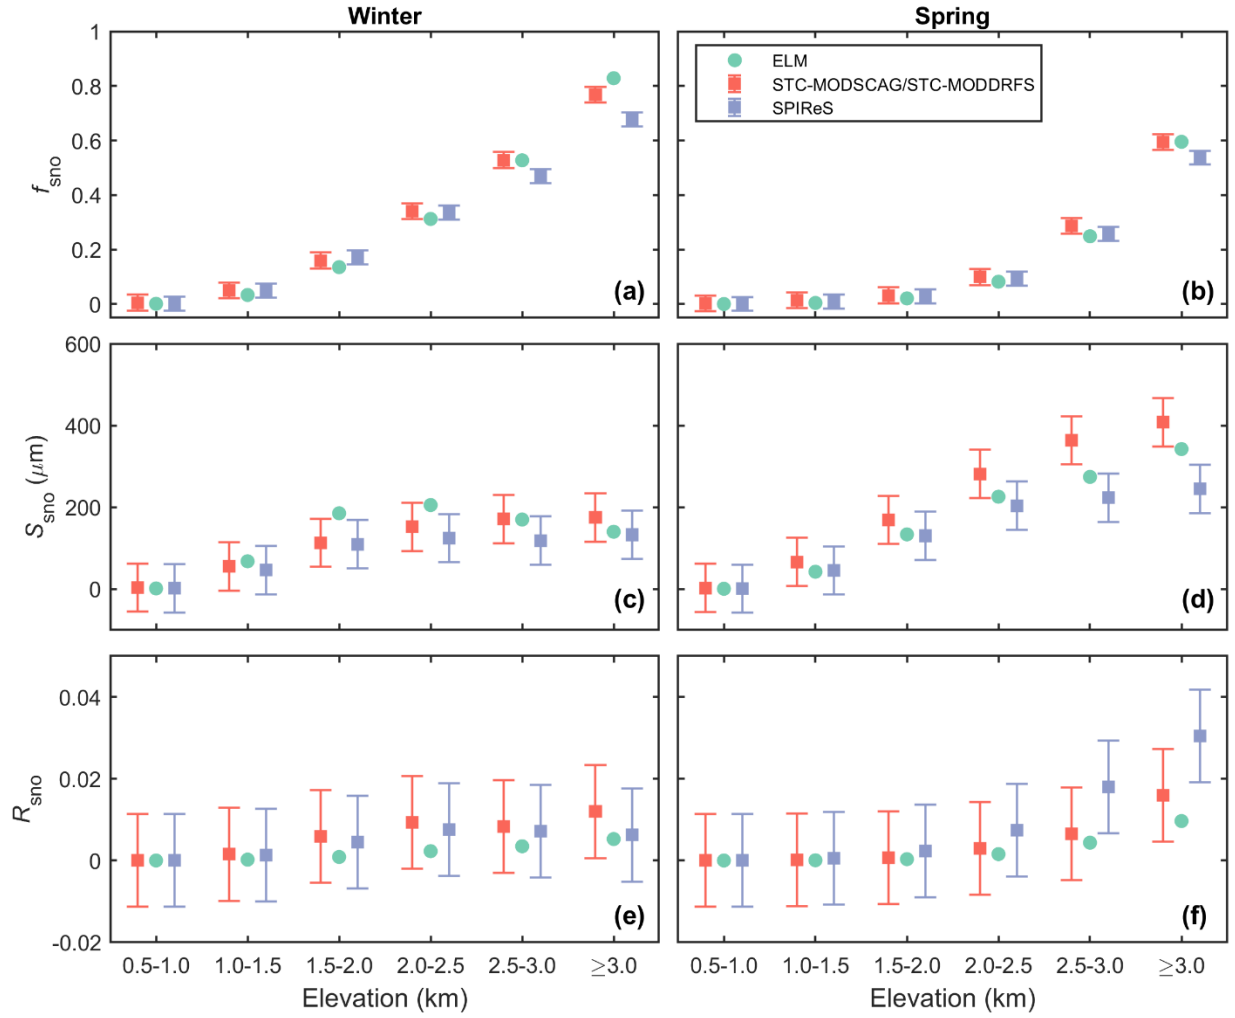 Winter
Spring
1
0.8
0.6
0.4
0.2
0
f sno
(a)
ELM
STC-MODSCAG/STC-MODDRFS
SPIReS
(b)
600
400
200
0
S sno (μm)
(c)
(d)
0.04
0.02
0
-0.02
R sno
(e)
(f)
0.5-1.0 1.0-1.5 1.5-2.0 2.0-2.5 2.5-3.0 ≥3.0
0.5-1.0 1.0-1.5 1.5-2.0 2.0-2.5 2.5-3.0 ≥3.0
Elevation (km)
Elevation (km)